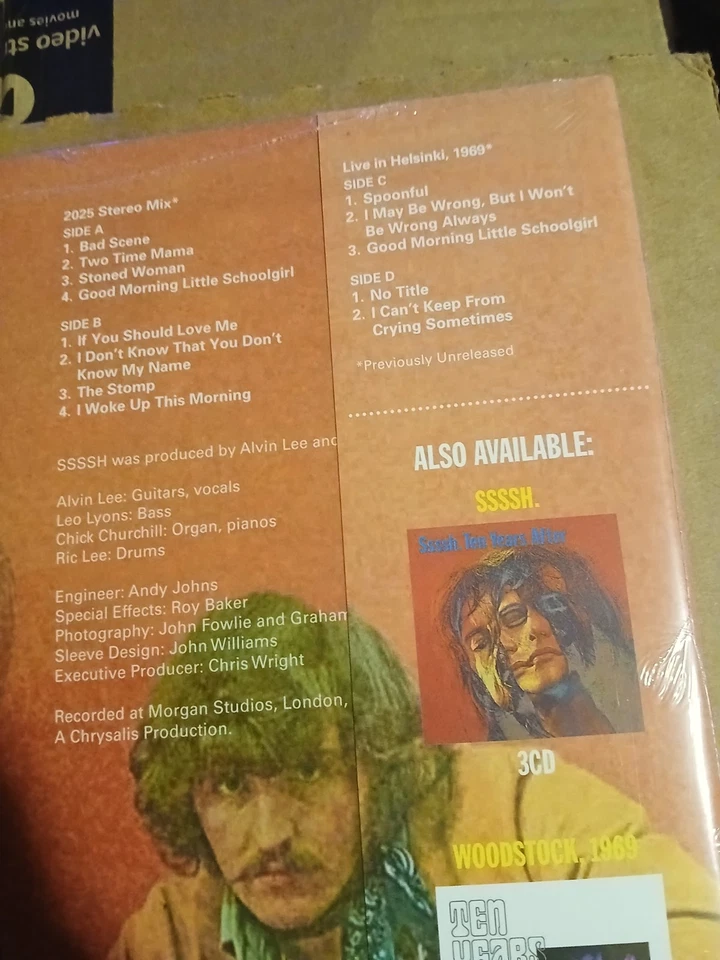 video st
movies an
2025 Stereo Mix*
SIDE A
1. Bad Scene
2. Two Time Mama
3. Stoned Woman
4. Good Morning Little Schoolgirl
SIDE B
1. If You Should Love Me
2. I Don't Know That You Don't
Know My Name
3. The Stomp
4. I Woke Up This Morning
SSSSH was produced by Alvin Lee and
Alvin Lee: Guitars, vocals
Leo Lyons: Bass
Chick Churchill: Organ, pianos
Ric Lee: Drums
Engineer: Andy Johns
Special Effects: Roy Baker
Photography: John Fowlie and Graham
Sleeve Design: John Williams
Executive Producer: Chris Wright
Recorded at Morgan Studios, London,
A Chrysalis Production.
Live in Helsinki, 1969*
SIDE C
1. Spoonful
2. I May Be Wrong, But I Won't
Be Wrong Always
3. Good Morning Little Schoolgirl
SIDE D
1. No Title
2. I Can't Keep From
Crying Sometimes
*Previously Unreleased
ALSO AVAILABLE:
SSSSH.
Ssssh. Ten Years After
3CD
WOODSTOCK, 1969
TEN
YEARS